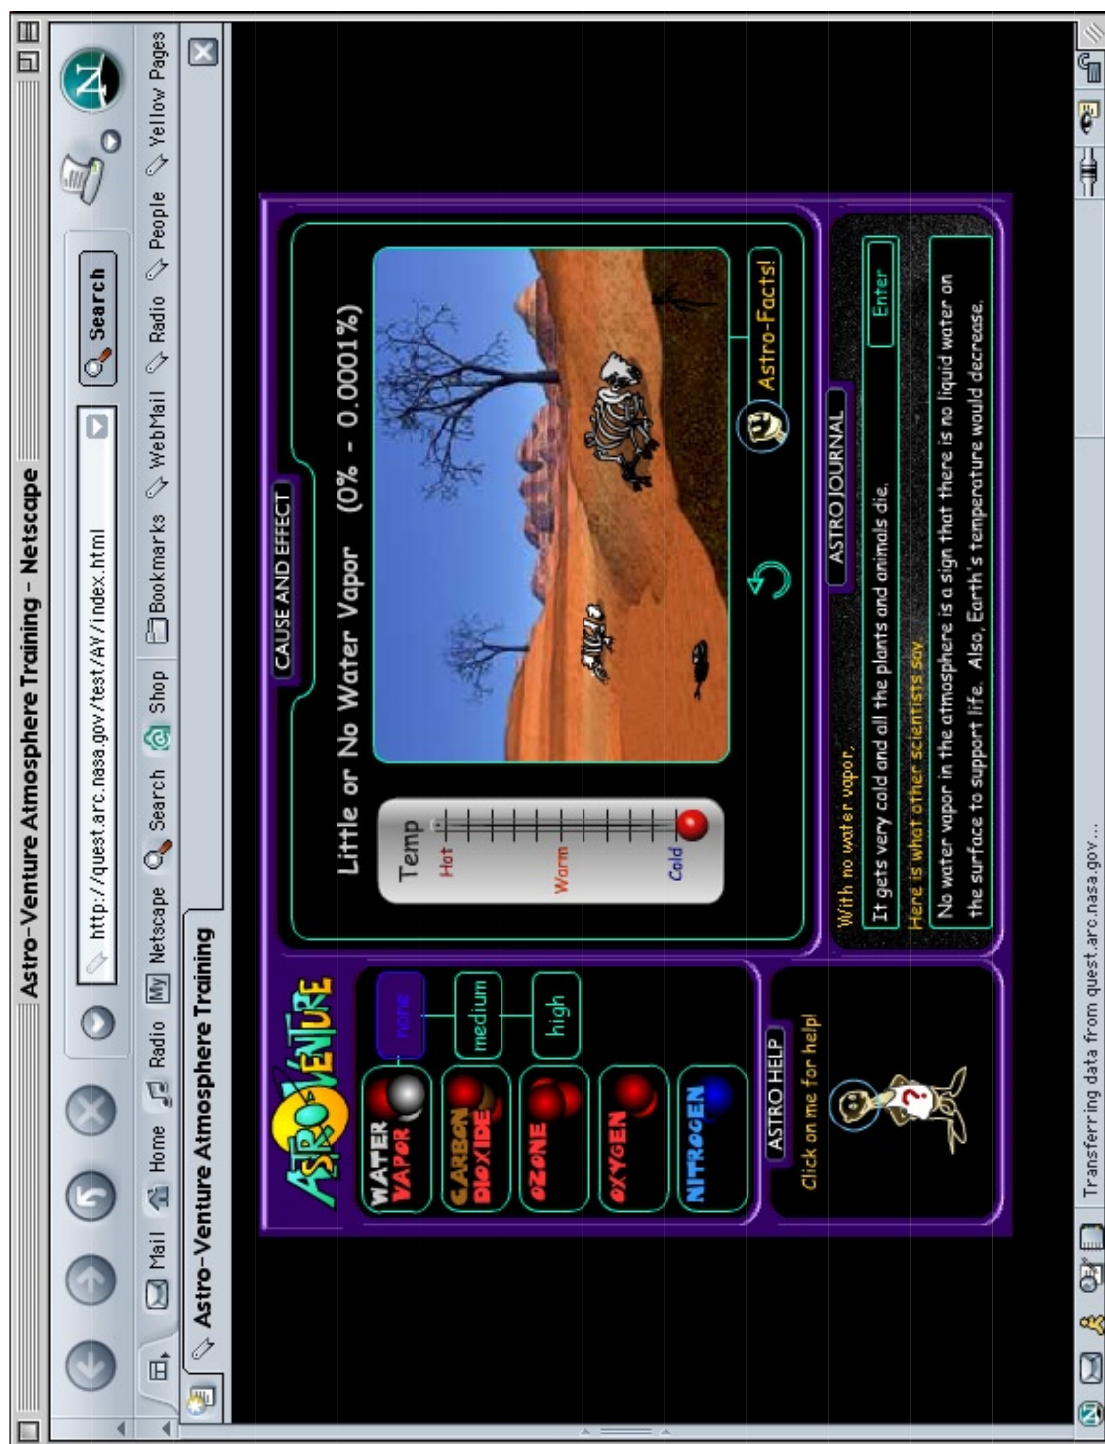 Astro-Venture Atmosphere Training - Netscape
http://quest.arc.nasa.gov/test/AV/index.html
Search
Mail Home Radio My Netscape Search Shop Bookmarks WebMail Radio People Yellow Pages
Astro-Venture Atmosphere Training
ASTRO-VENTURE
WATER VAPOR
none
CARBON DIOXIDE
medium
OZONE
high
OXYGEN
NITROGEN
CAUSE AND EFFECT
Little or No Water Vapor (0% - 0.0001%)
Temp
Hot
Warm
Cold
Astro-Facts!
ASTRO HELP
Click on me for help!
?
ASTRO JOURNAL
With no water vapor,
It gets very cold and all the plants and animals die.
Enter
Here is what other scientists say
No water vapor in the atmosphere is a sign that there is no liquid water on
the surface to support life. Also, Earth's temperature would decrease.
Transferring data from quest.arc.nasa.gov...